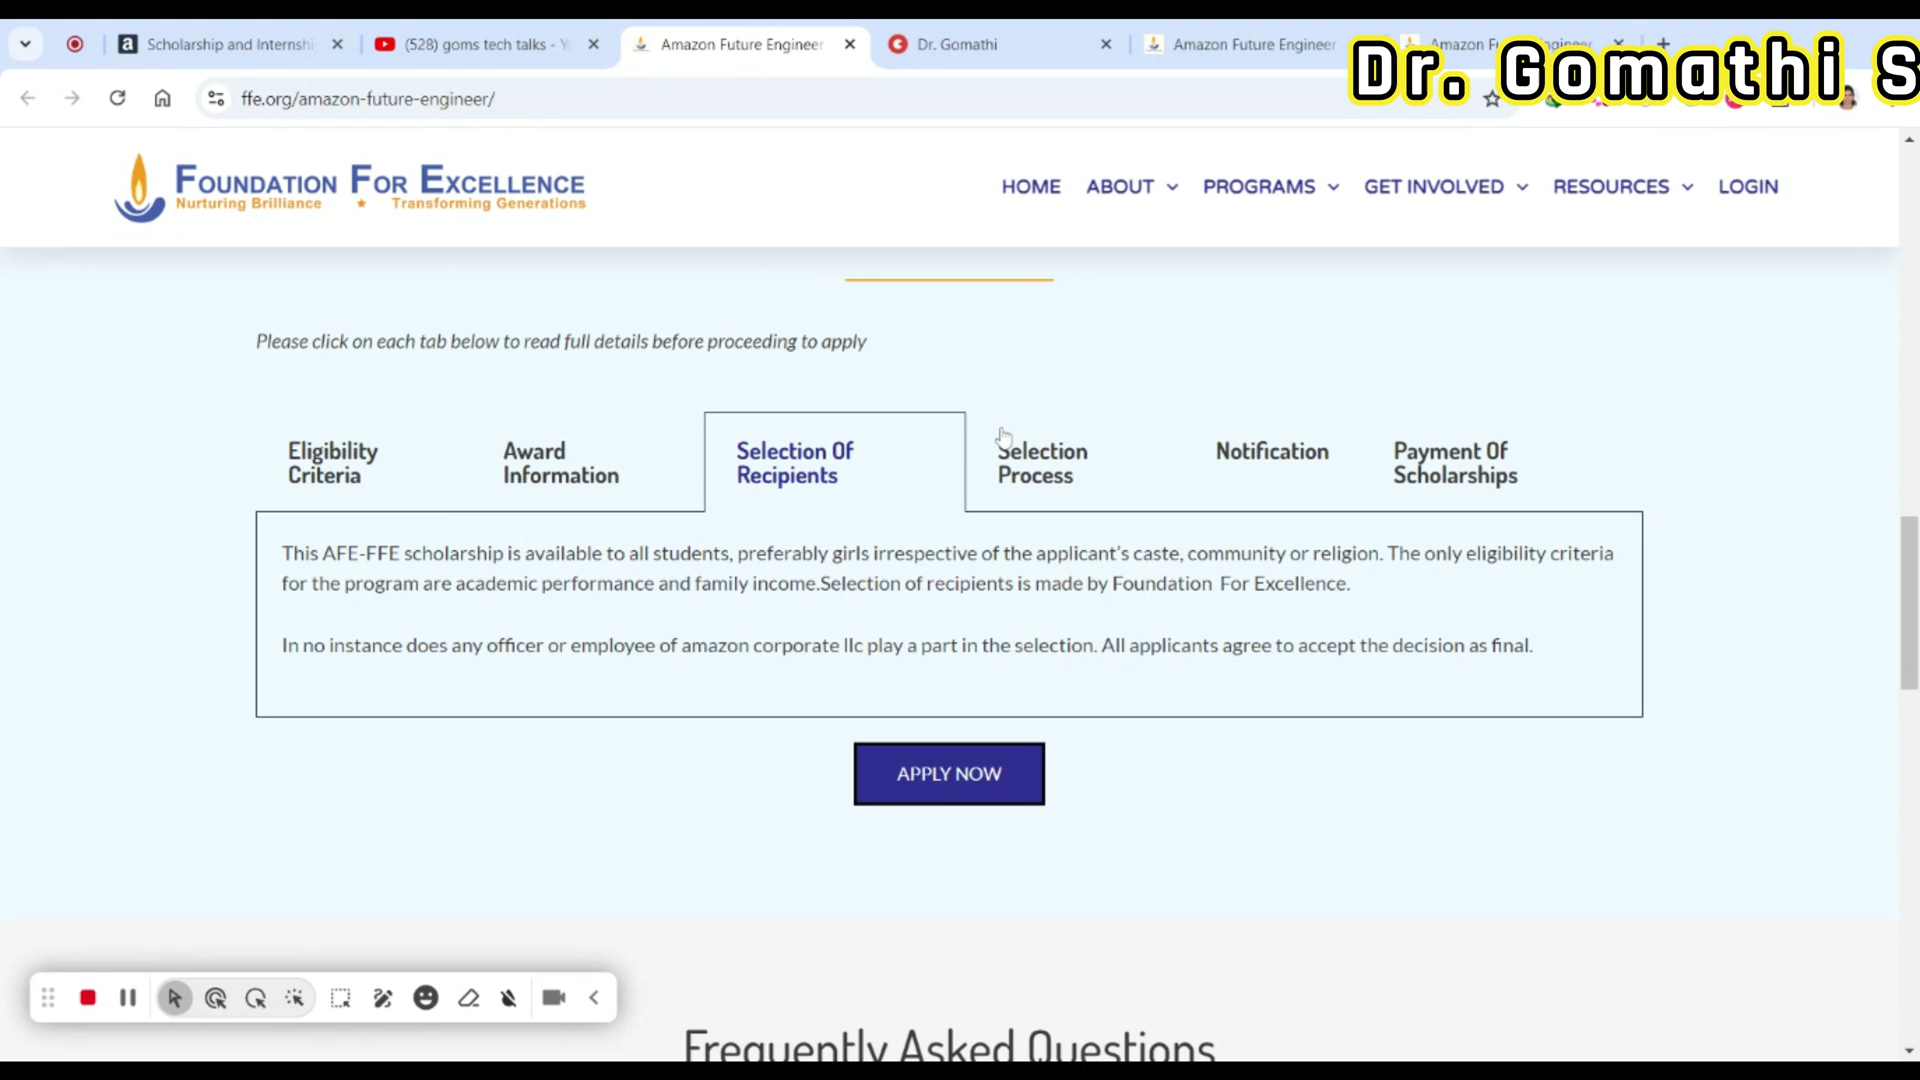 Scholarship and Internshi
(528) goms tech talks - Y
Amazon Future Engineer
Dr. Gomathi
Amazon Future Engineer
Dr. Gomathi S
ffe.org/amazon-future-engineer/
FOUNDATION FOR EXCELLENCE
Nurturing Brilliance ★ Transforming Generations
HOME ABOUT PROGRAMS GET INVOLVED RESOURCES LOGIN
Please click on each tab below to read full details before proceeding to apply
Eligibility
Criteria
Award
Information
Selection Of
Recipients
Selection
Process
Notification
Payment Of
Scholarships
This AFE-FFE scholarship is available to all students, preferably girls irrespective of the applicant's caste, community or religion. The only eligibility criteria
for the program are academic performance and family income.Selection of recipients is made by Foundation For Excellence.
In no instance does any officer or employee of amazon corporate llc play a part in the selection. All applicants agree to accept the decision as final.
APPLY NOW
Frequently Asked Questions